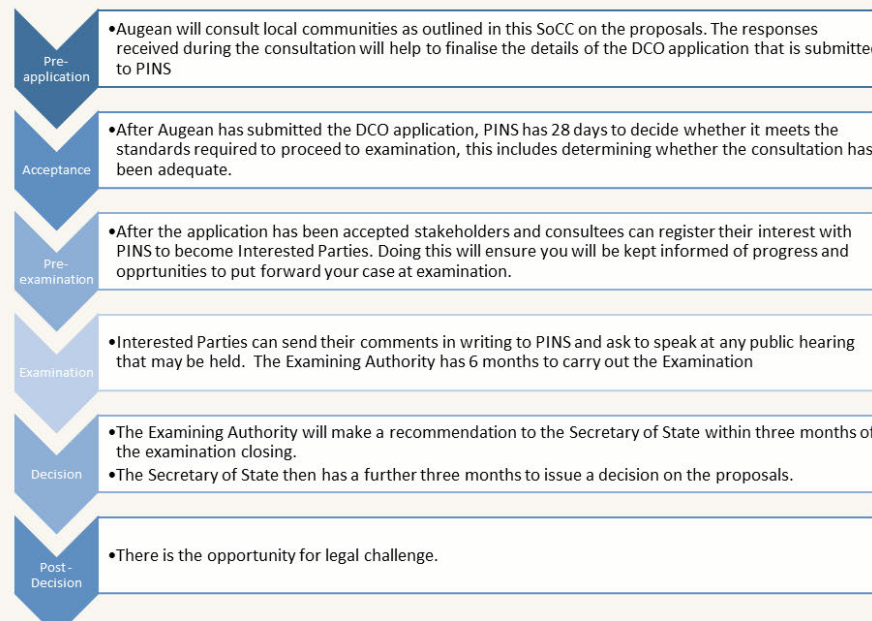 Pre-
application
•Augean will consult local communities as outlined in this SoCC on the proposals. The responses
received during the consultation will help to finalise the details of the DCO application that is submitted
to PINS
Acceptance
•After Augean has submitted the DCO application, PINS has 28 days to decide whether it meets the
standards required to proceed to examination, this includes determining whether the consultation has
been adequate.
Pre-
examination
•After the application has been accepted stakeholders and consultees can register their interest with
PINS to become Interested Parties. Doing this will ensure you will be kept informed of progress and
opprtunities to put forward your case at examination.
Examination
•Interested Parties can send their comments in writing to PINS and ask to speak at any public hearing
that may be held. The Examining Authority has 6 months to carry out the Examination
Decision
•The Examining Authority will make a recommendation to the Secretary of State within three months of
the examination closing.
•The Secretary of State then has a further three months to issue a decision on the proposals.
Post-
Decision
•There is the opportunity for legal challenge.